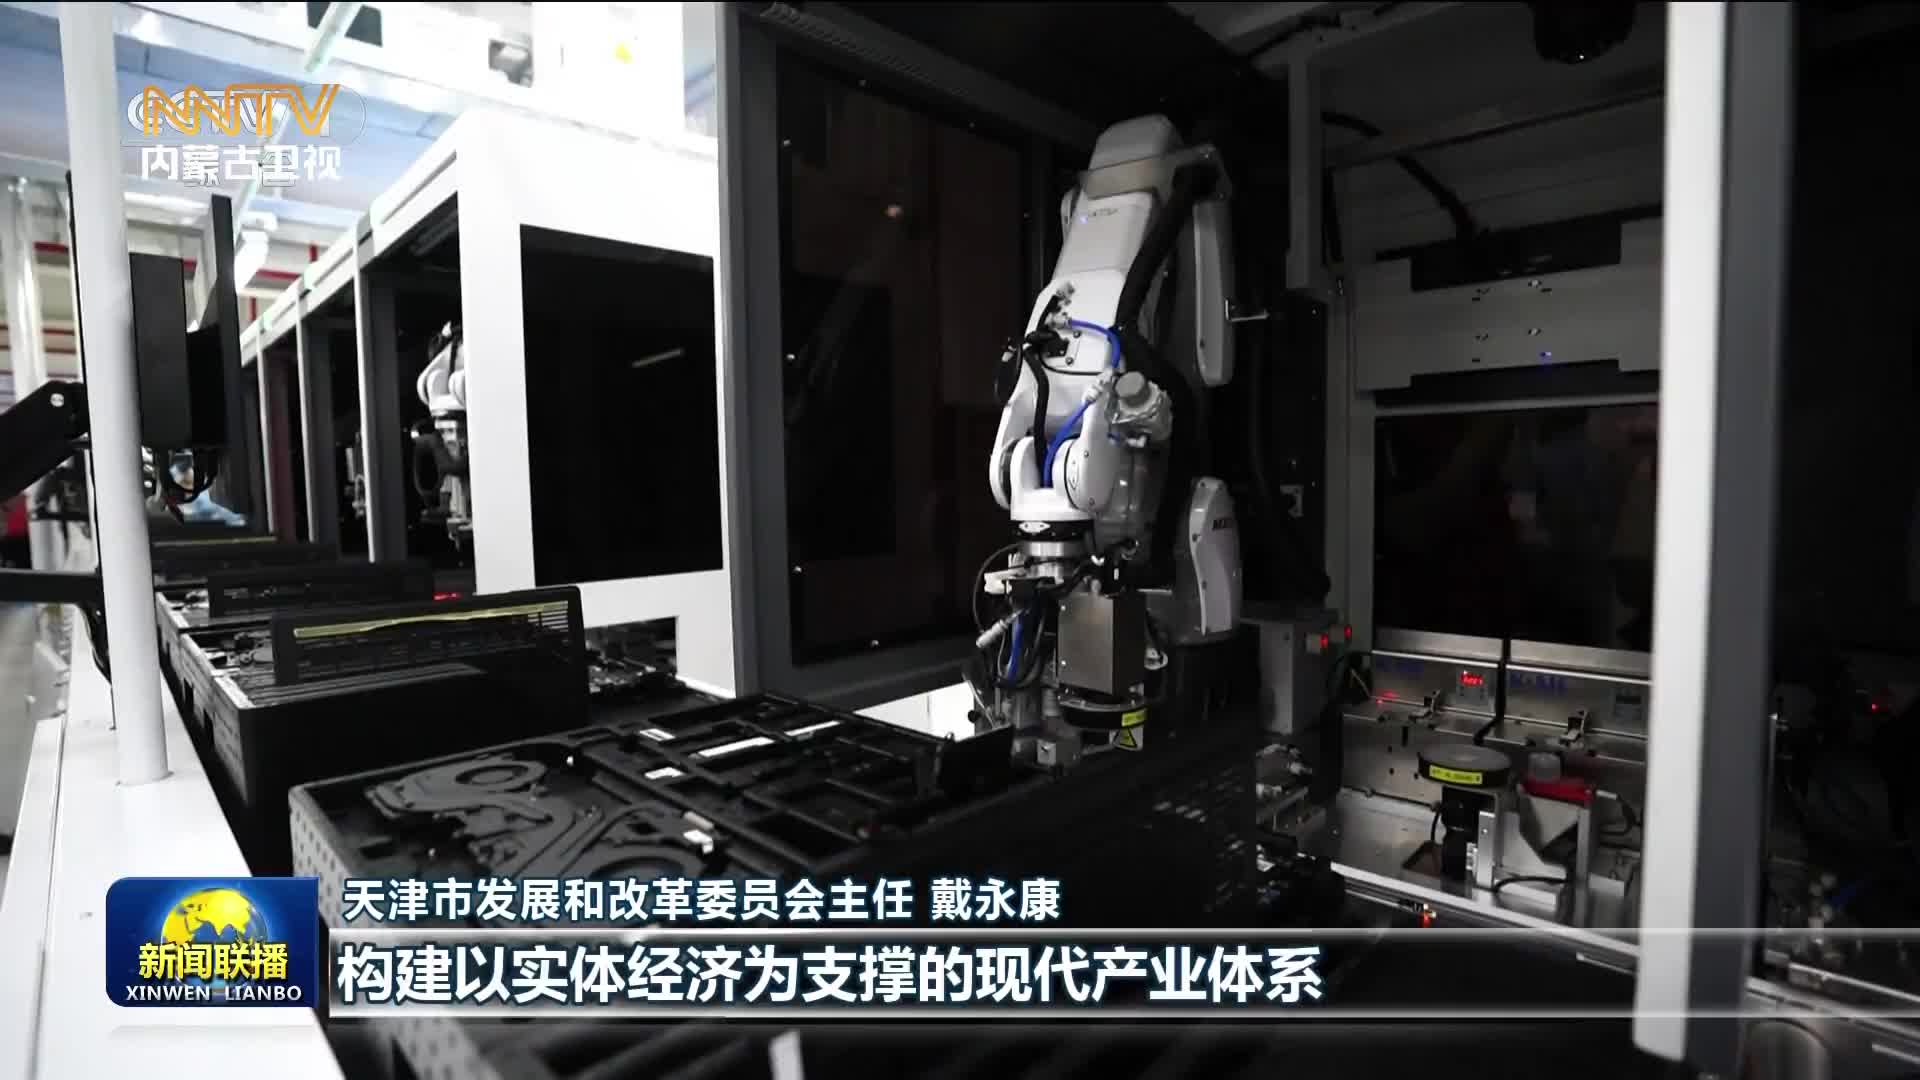 NNTV
内蒙古卫视
天津市发展和改革委员会主任 戴永康
新闻联播
XINWEN LIANBO
构建以实体经济为支撑的现代产业体系